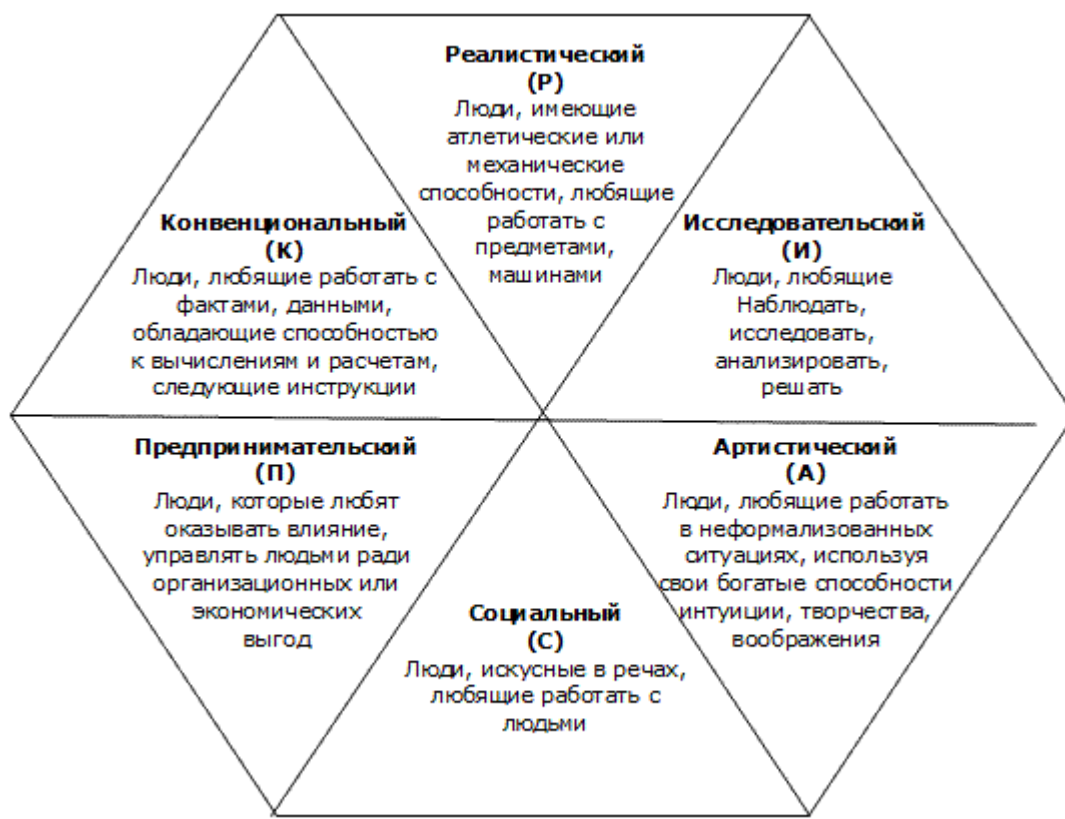 Реалистический
(Р)
Люди, имеющие
атлетические или
механические
способности, любящие
работать с
предметами,
машинами
Конвенциональный
(К)
Люди, любящие работать с
фактами, данными,
обладающие способностью
к вычислениям и расчетам,
следующие инструкции
Исследовательский
(И)
Люди, любящие
Наблюдать,
исследовать,
анализировать,
решать
Предпринимательский
(П)
Люди, которые любят
оказывать влияние,
управлять людьми ради
организационных или
экономических
выгод
Социальный
(С)
Люди, искусные в речах,
любящие работать с
людьми
Артистический
(А)
Люди, любящие работать
в неформализованных
ситуациях, используя
свои богатые способности
интуиции, творчества,
воображения